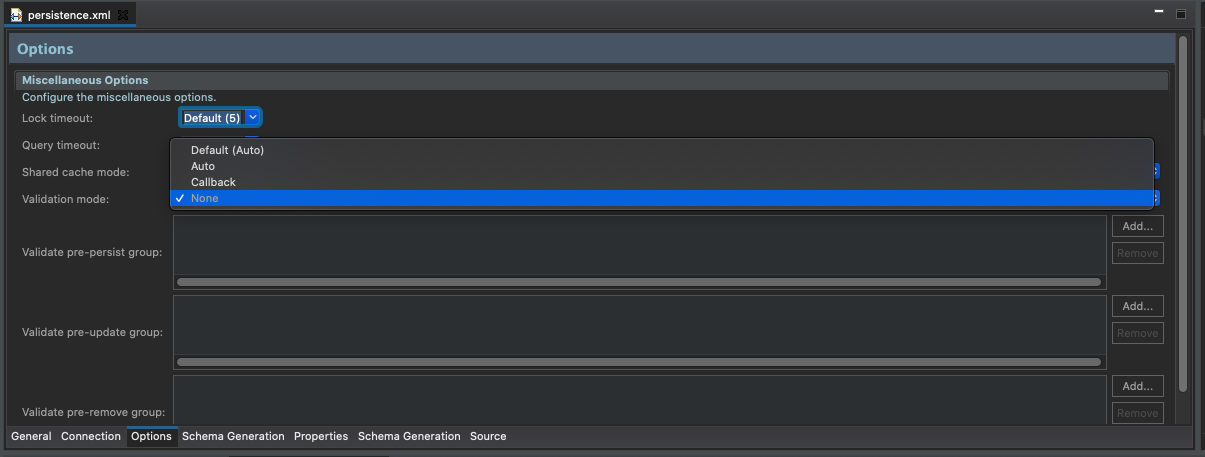 persistence.xml
Options
Miscellaneous Options
Configure the miscellaneous options.
Lock timeout:
Default (5)
Query timeout:
Default (Auto)
Auto
Shared cache mode:
Callback
Validation mode:
None
Add...
Validate pre-persist group:
Remove
Add...
Validate pre-update group:
Remove
Add...
Validate pre-remove group:
Remove
General Connection Options Schema Generation Properties Schema Generation Source